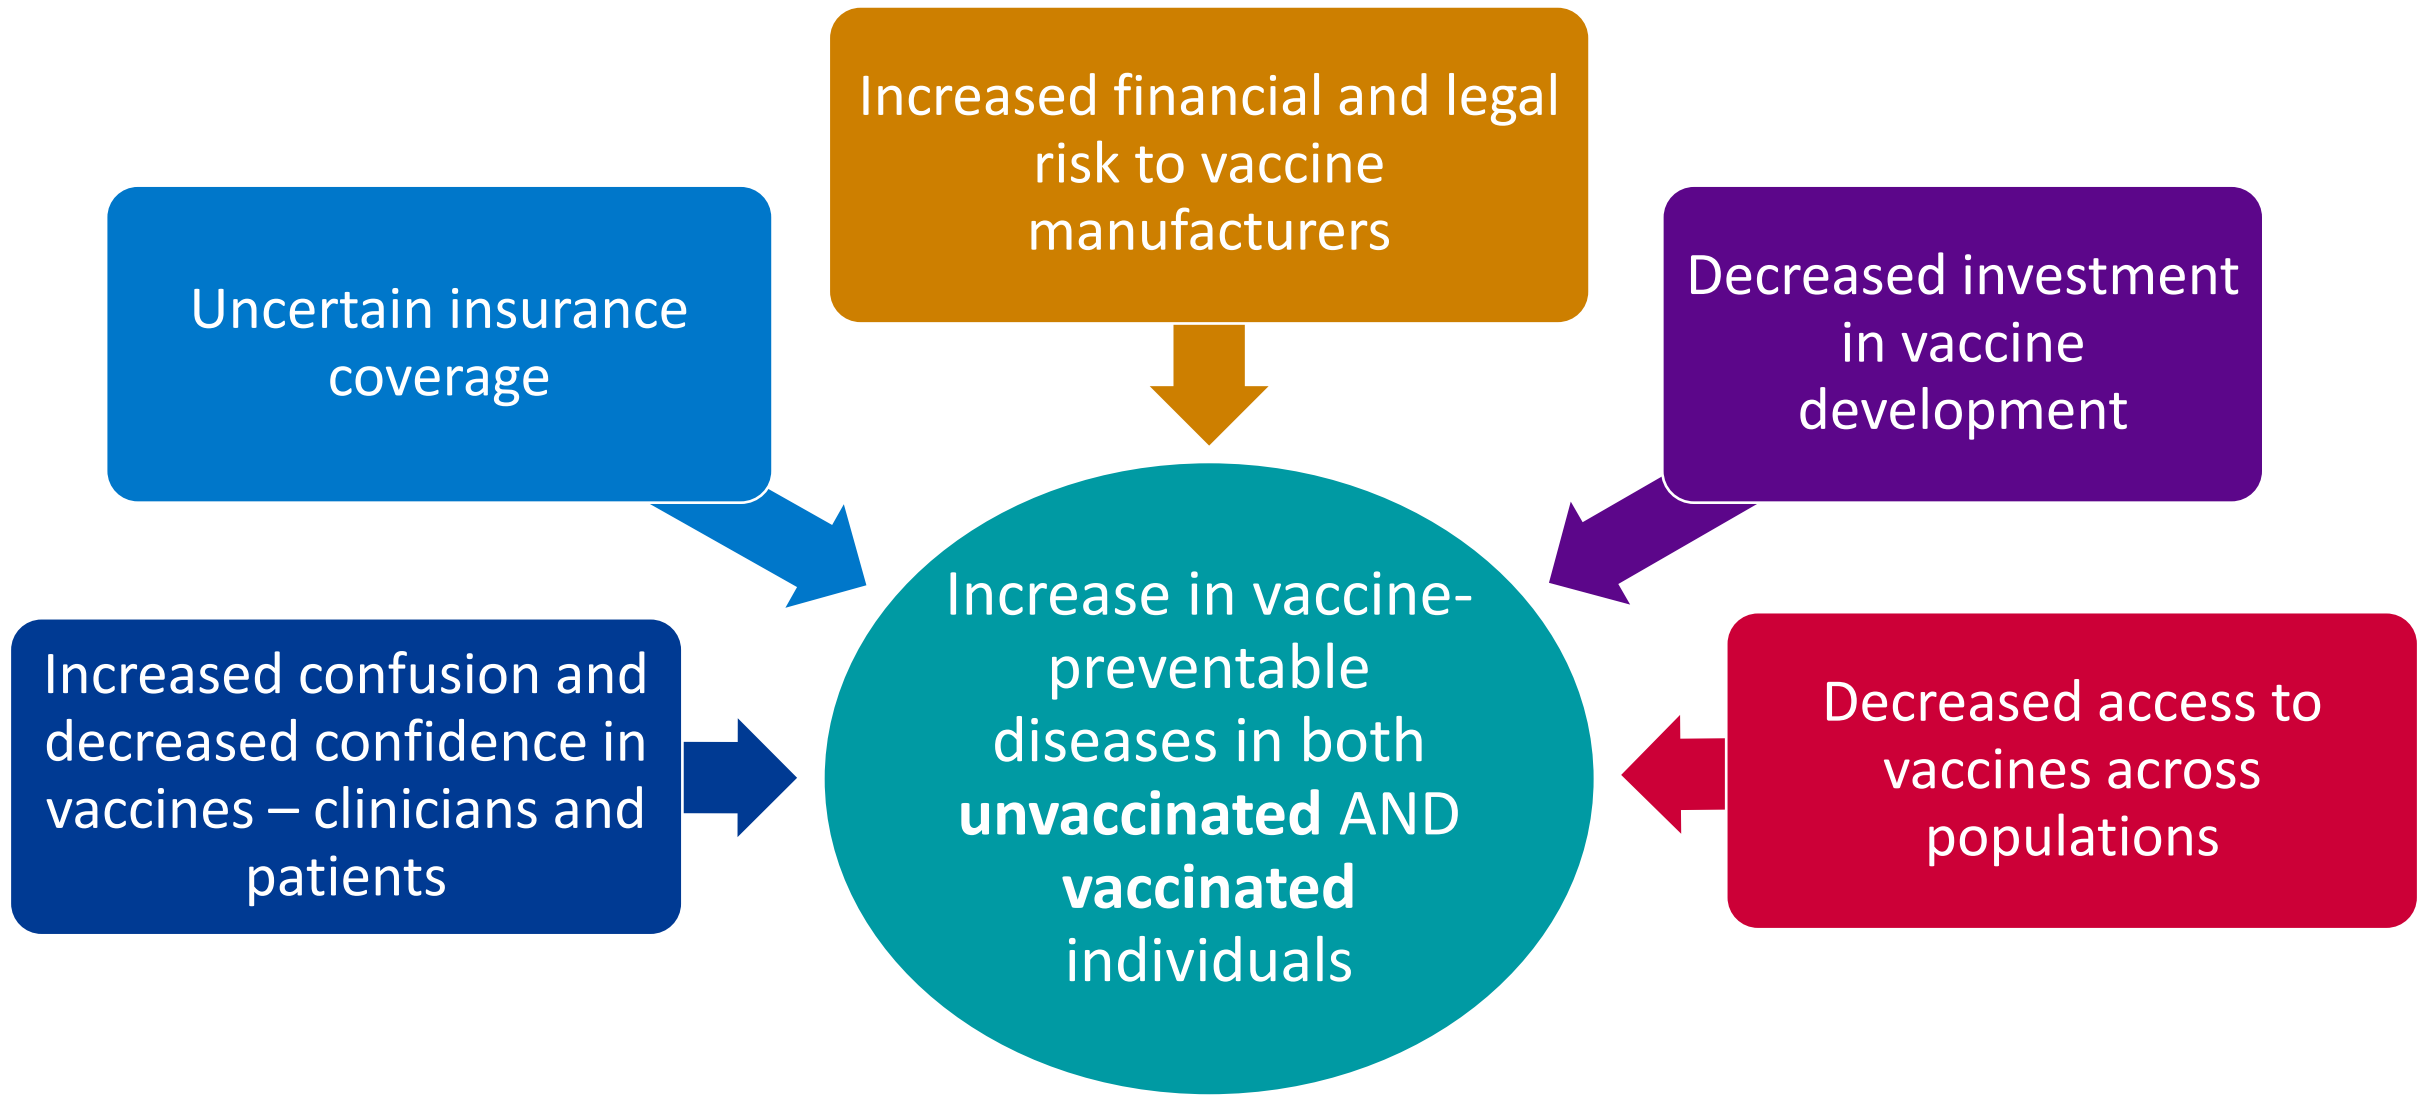 Increased financial and legal
risk to vaccine
manufacturers
Uncertain insurance
coverage
Decreased investment
in vaccine
development
Increased confusion and
decreased confidence in
vaccines – clinicians and
patients
Increase in vaccine-
preventable
diseases in both
unvaccinated AND
vaccinated
individuals
Decreased access to
vaccines across
populations